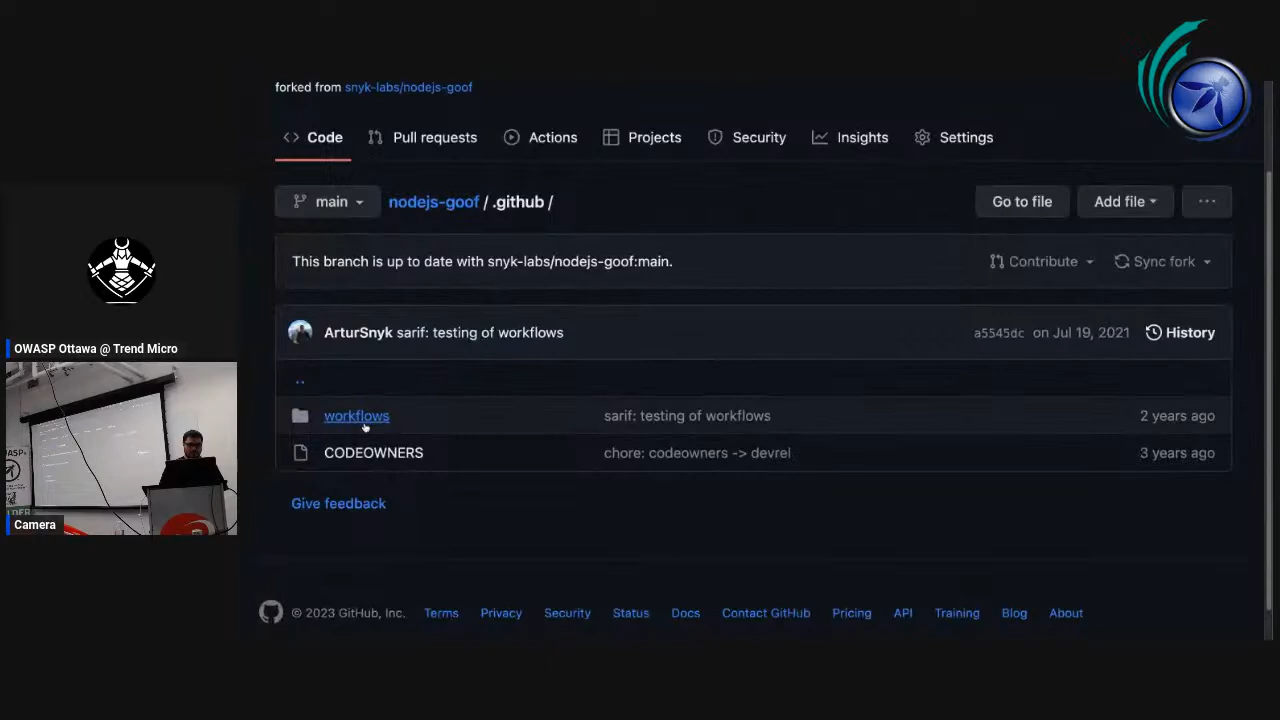 forked from snyk-labs/nodejs-goof
Code Pull requests Actions Projects Security Insights Settings
main nodejs-goof / .github / Go to file Add file ...
This branch is up to date with snyk-labs/nodejs-goof:main. Contribute Sync fork
ArturSnyk sarif: testing of workflows a5545dc on Jul 19, 2021 History
..
workflows sarif: testing of workflows 2 years ago
CODEOWNERS chore: codeowners -> devrel 3 years ago
Give feedback
© 2023 GitHub, Inc. Terms Privacy Security Status Docs Contact GitHub Pricing API Training Blog About
OWASP Ottawa @ Trend Micro
Camera